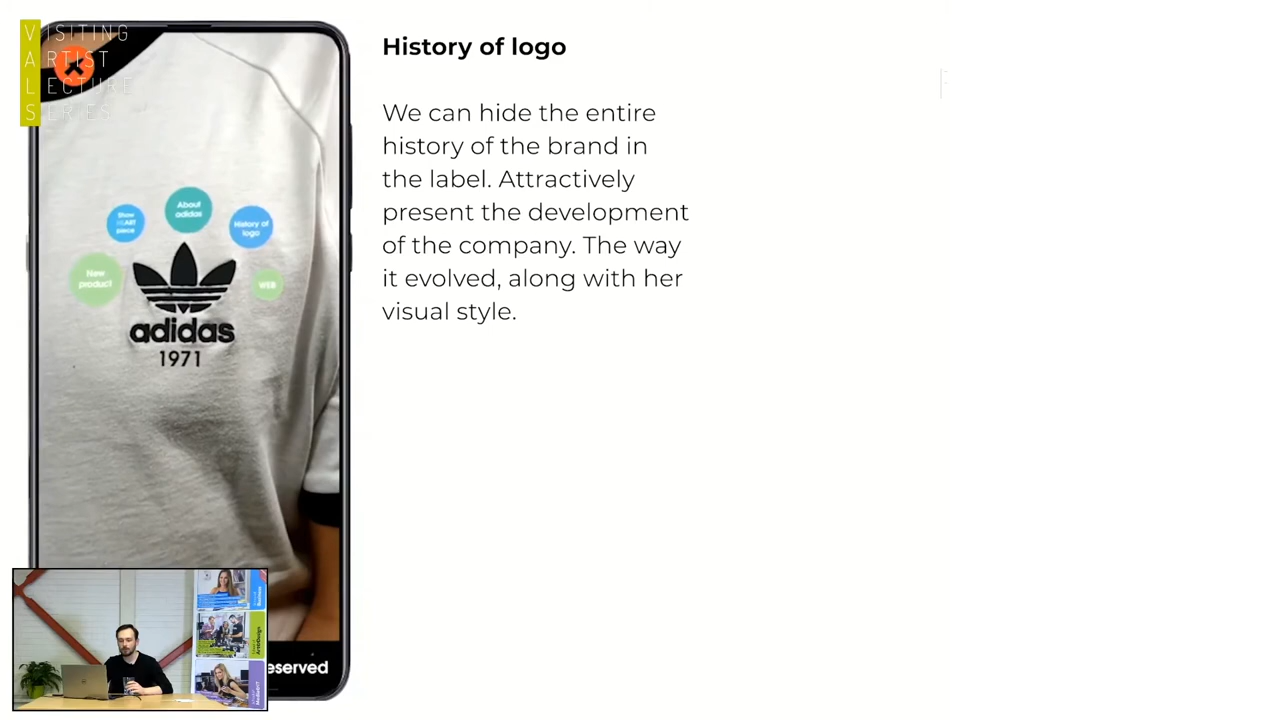 VISITING
ARTIST
LECTURE
SERIES
History of logo
We can hide the entire
history of the brand in
the label. Attractively
present the development
of the company. The way
it evolved, along with her
visual style.
About
adidas
Show
ART
piece
History of
logo
New
product
WEB
adidas
1971
eserved